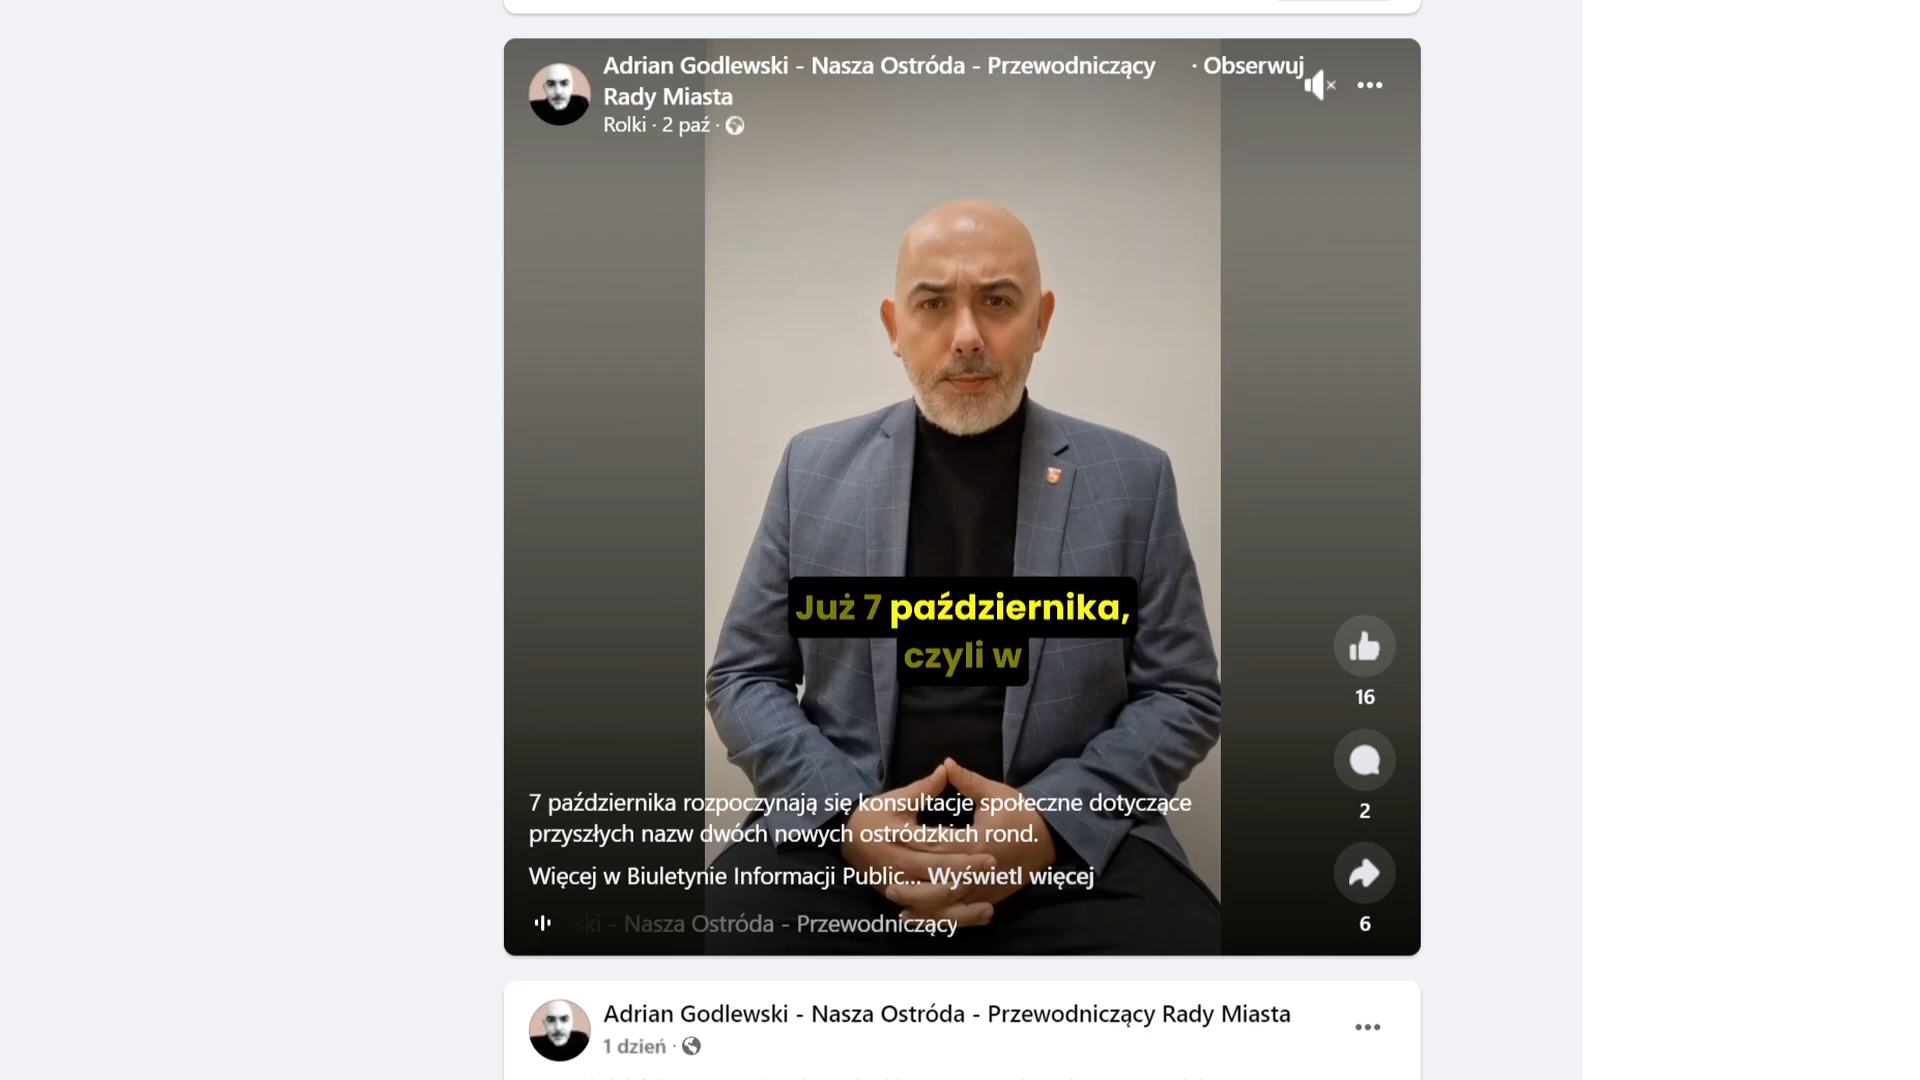 Adrian Godlewski - Nasza Ostróda - Przewodniczący · Obserwuj
Rady Miasta
Rolki · 2 paź ·
Już 7 października,
czyli w
16
2
7 października rozpoczynają się konsultacje społeczne dotyczące
przyszłych nazw dwóch nowych ostródzkich rond.
Więcej w Biuletynie Informacji Public... Wyświetl więcej
ski - Nasza Ostróda - Przewodniczący
6
Adrian Godlewski - Nasza Ostróda - Przewodniczący Rady Miasta
1 dzień ·